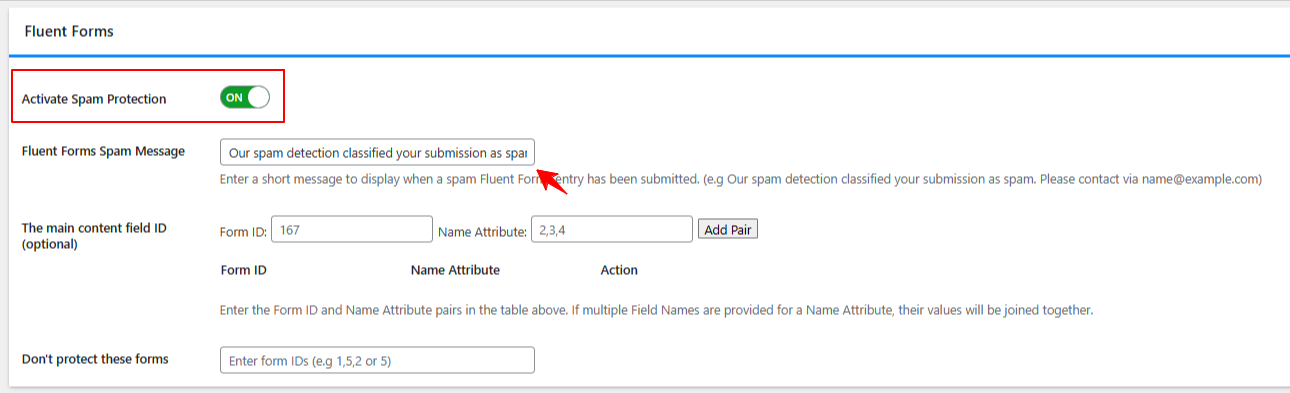 Fluent Forms
Activate Spam Protection ON
Fluent Forms Spam Message Our spam detection classified your submission as spa
Enter a short message to display when a spam Fluent Form entry has been submitted. (e.g Our spam detection classified your submission as spam. Please contact via name@example.com)
The main content field ID
(optional)
Form ID: 167 Name Attribute: 2,3,4 Add Pair
Form ID Name Attribute Action
Enter the Form ID and Name Attribute pairs in the table above. If multiple Field Names are provided for a Name Attribute, their values will be joined together.
Don't protect these forms Enter form IDs (e.g 1,5,2 or 5)